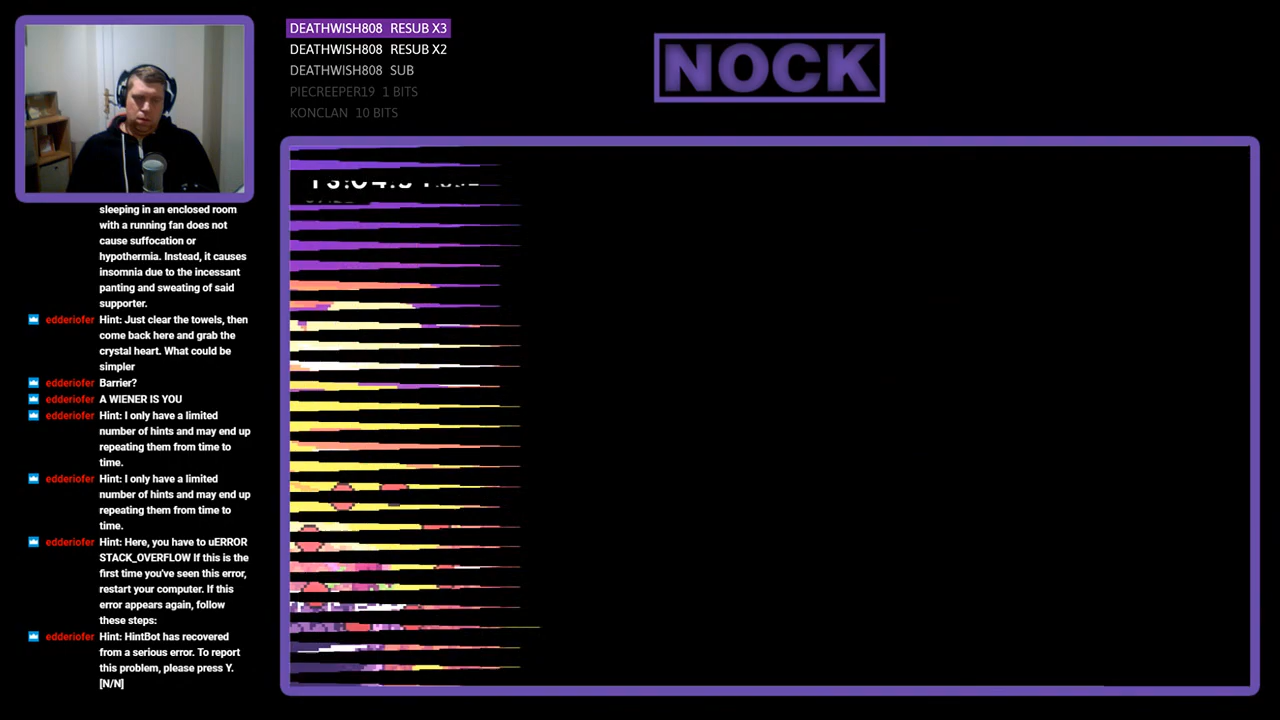 DEATHWISH808 RESUB X3
DEATHWISH808 RESUB X2
DEATHWISH808 SUB
PIECREEPER19 1 BITS
KONCLAN 10 BITS
NOCK
sleeping in an enclosed room
with a running fan does not
cause suffocation or
hypothermia. Instead, it causes
insomnia due to the incessant
panting and sweating of said
supporter.
edderiofer Hint: Just clear the towels, then
come back here and grab the
crystal heart. What could be
simpler
edderiofer Barrier?
edderiofer A WIENER IS YOU
edderiofer Hint: I only have a limited
number of hints and may end up
repeating them from time to
time.
edderiofer Hint: I only have a limited
number of hints and may end up
repeating them from time to
time.
edderiofer Hint: Here, you have to uERROR
STACK_OVERFLOW If this is the
first time you've seen this error,
restart your computer. If this
error appears again, follow
these steps:
edderiofer Hint: HintBot has recovered
from a serious error. To report
this problem, please press Y.
[N/N]